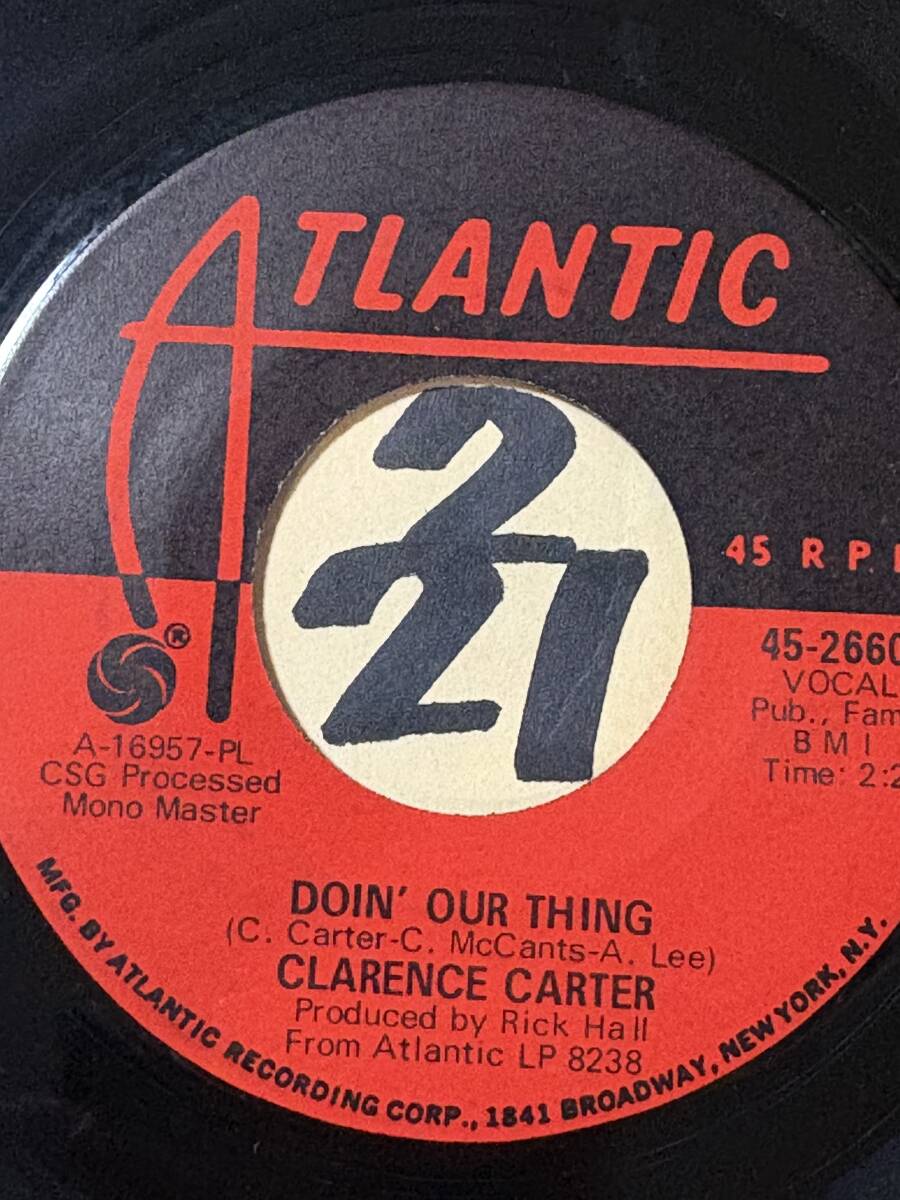 ATLANTIC
2
21
45 R P
45-2660
VOCAL
Pub., Fam
B M I
Time: 2:2
®
A-16957-PL
CSG Processed
Mono Master
DOIN' OUR THING
(C. Carter-C. McCants-A. Lee)
CLARENCE CARTER
Produced by Rick Hall
From Atlantic LP 8238
MFG. BY ATLANTIC RECORDING CORP., 1841 BROADWAY, NEW YORK, N.Y.